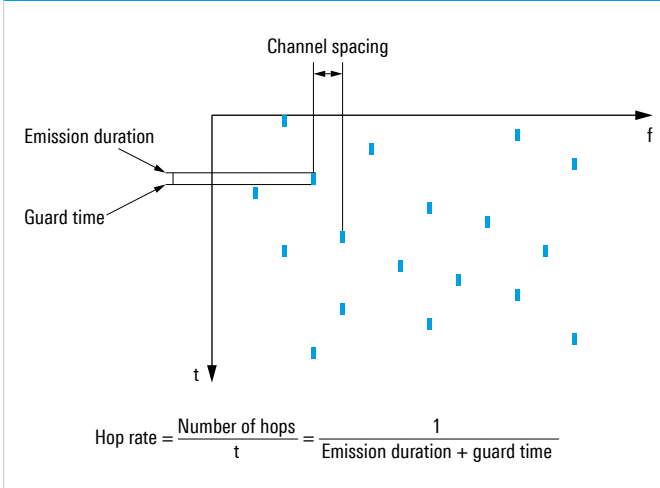 Channel spacing
f
Emission duration
Guard time
t
Hop rate = Number of hops / t = 1 / Emission duration + guard time